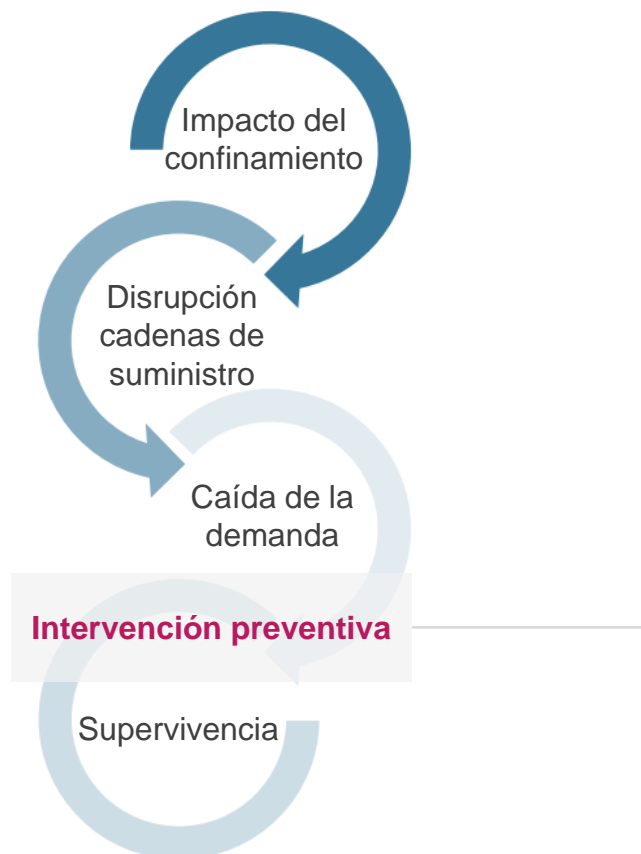 Impacto del
confinamiento
Disrupción
cadenas de
suministro
Caída de la
demanda
Intervención preventiva
Supervivencia